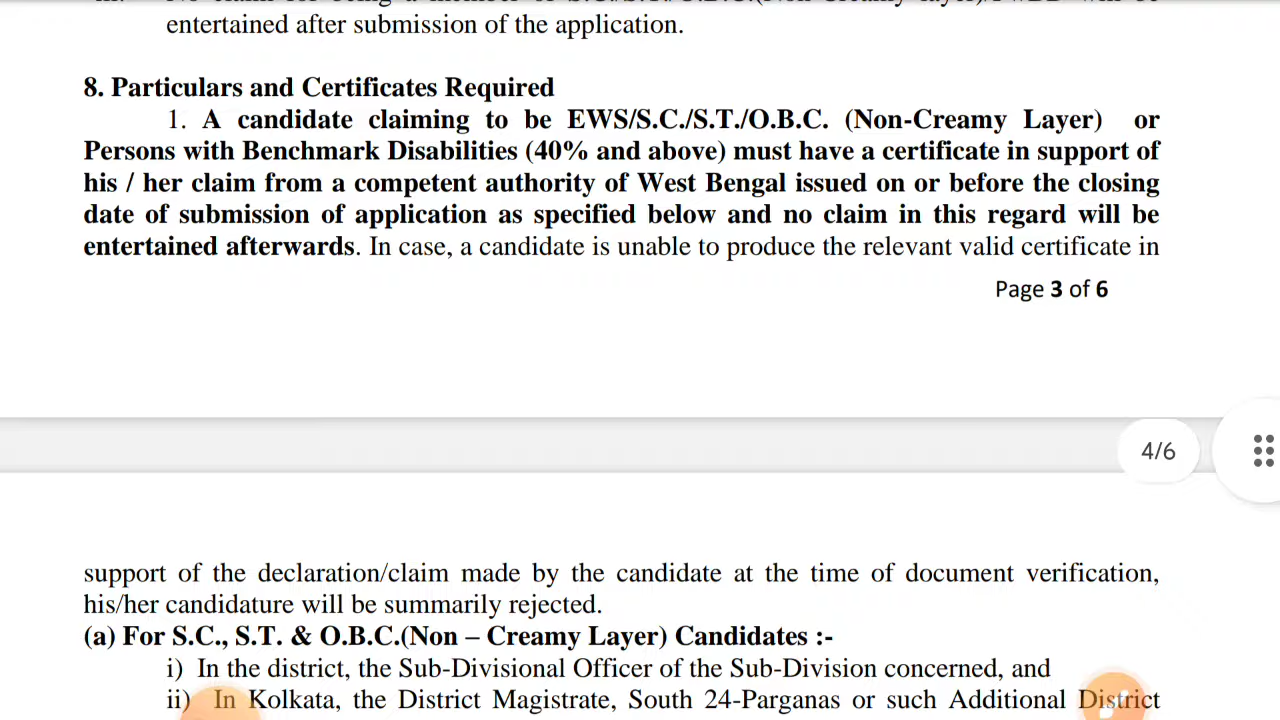 entertained after submission of the application.
8. Particulars and Certificates Required
1. A candidate claiming to be EWS/S.C./S.T./O.B.C. (Non-Creamy Layer) or
Persons with Benchmark Disabilities (40% and above) must have a certificate in support of
his / her claim from a competent authority of West Bengal issued on or before the closing
date of submission of application as specified below and no claim in this regard will be
entertained afterwards. In case, a candidate is unable to produce the relevant valid certificate in
Page 3 of 6
4/6
support of the declaration/claim made by the candidate at the time of document verification,
his/her candidature will be summarily rejected.
(a) For S.C., S.T. & O.B.C.(Non – Creamy Layer) Candidates :-
i) In the district, the Sub-Divisional Officer of the Sub-Division concerned, and
ii) In Kolkata, the District Magistrate, South 24-Parganas or such Additional District